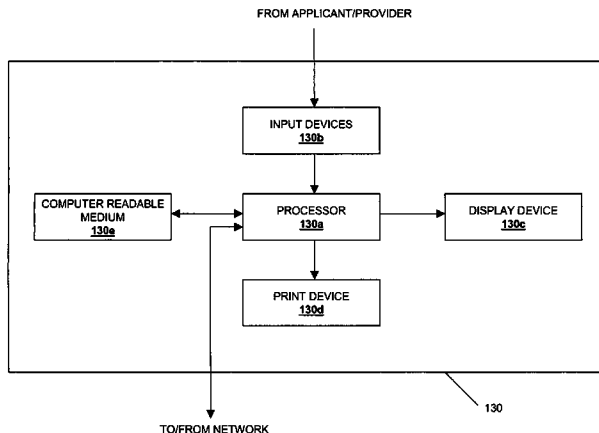 FROM APPLICANT/PROVIDER
INPUT DEVICES
130b
COMPUTER READABLE
MEDIUM
130e
PROCESSOR
130a
DISPLAY DEVICE
130c
PRINT DEVICE
130d
130
TO/FROM NETWORK